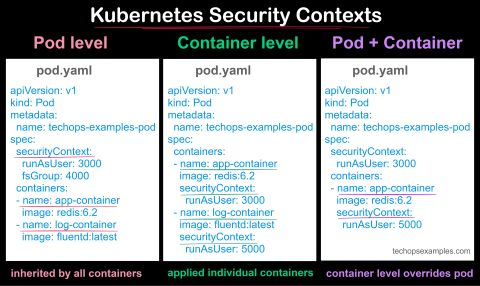 Kubernetes Security Contexts
Pod level
pod.yaml
apiVersion: v1
kind: Pod
metadata:
name: techops-examples-pod
spec:
securityContext:
runAsUser: 3000
fsGroup: 4000
containers:
- name: app-container
image: redis:6.2
- name: log-container
image: fluentd:latest
inherited by all containers
Container level
pod.yaml
apiVersion: v1
kind: Pod
metadata:
name: techops-examples-pod
spec:
containers:
- name: app-container
image: redis:6.2
securityContext:
runAsUser: 3000
- name: log-container
image: fluentd:latest
securityContext:
runAsUser: 5000
applied individual containers
Pod + Container
pod.yaml
apiVersion: v1
kind: Pod
metadata:
name: techops-examples-pod
spec:
securityContext:
runAsUser: 3000
containers:
- name: app-container
image: redis:6.2
securityContext:
runAsUser: 5000
techopsexamples.com
container level overrides pod